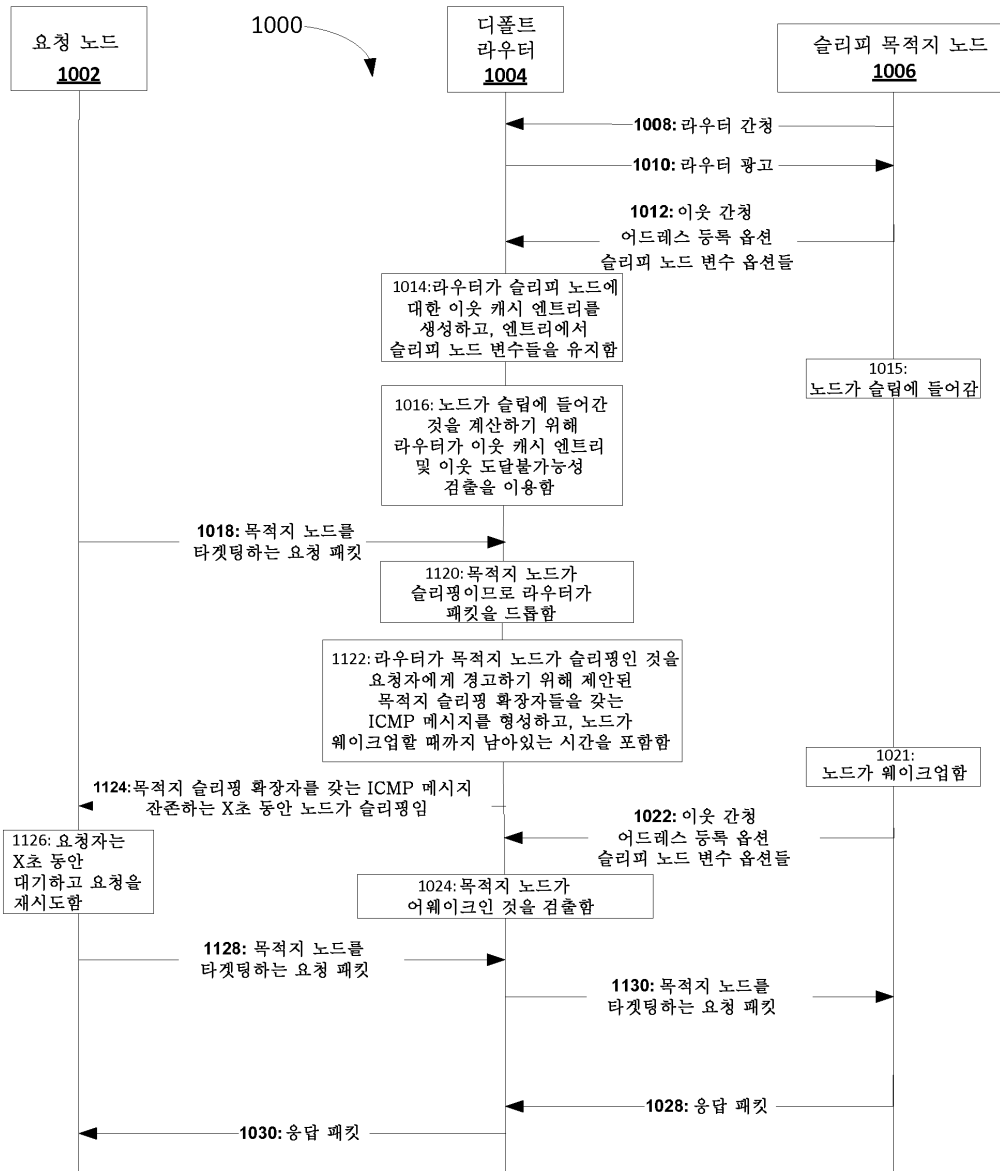 1000
요청 노드
1002
디폴트
라우터
1004
슬리피 목적지 노드
1006
1008: 라우터 간청
1010: 라우터 광고
1012: 이웃 간청
어드레스 등록 옵션
슬리피 노드 변수 옵션들
1014:라우터가 슬리피 노드에
대한 이웃 캐시 엔트리를
생성하고, 엔트리에서
슬리피 노드 변수들을 유지함
1015:
노드가 슬립에 들어감
1016: 노드가 슬립에 들어간
것을 계산하기 위해
라우터가 이웃 캐시 엔트리
및 이웃 도달불가능성
검출을 이용함
1018: 목적지 노드를
타겟팅하는 요청 패킷
1120: 목적지 노드가
슬리핑이므로 라우터가
패킷을 드롭함
1122: 라우터가 목적지 노드가 슬리핑인 것을
요청자에게 경고하기 위해 제안된
목적지 슬리핑 확장자들을 갖는
ICMP 메시지를 형성하고, 노드가
웨이크업할 때까지 남아있는 시간을 포함함
1021:
노드가 웨이크업함
1124:목적지 슬리핑 확장자를 갖는 ICMP 메시지
잔존하는 X초 동안 노드가 슬리핑임
1022: 이웃 간청
어드레스 등록 옵션
슬리피 노드 변수 옵션들
1126: 요청자는
X초 동안
대기하고 요청을
재시도함
1024: 목적지 노드가
어웨이크인 것을 검출함
1128: 목적지 노드를
타겟팅하는 요청 패킷
1130: 목적지 노드를
타겟팅하는 요청 패킷
1028: 응답 패킷
1030: 응답 패킷